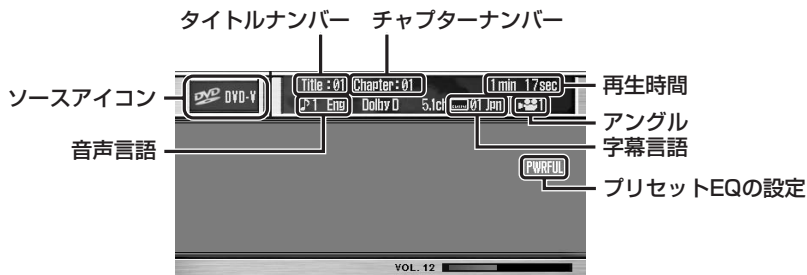 タイトルナンバー チャプターナンバー
ソースアイコン
DVD DVD-V
Title :01 Chapter:01 1min 17sec
再生時間
♪1 Eng Dolby D 5.1ch 01 Jpn 1
アングル
音声言語
字幕言語
PWRFUL
プリセットEQの設定
VOL. 12